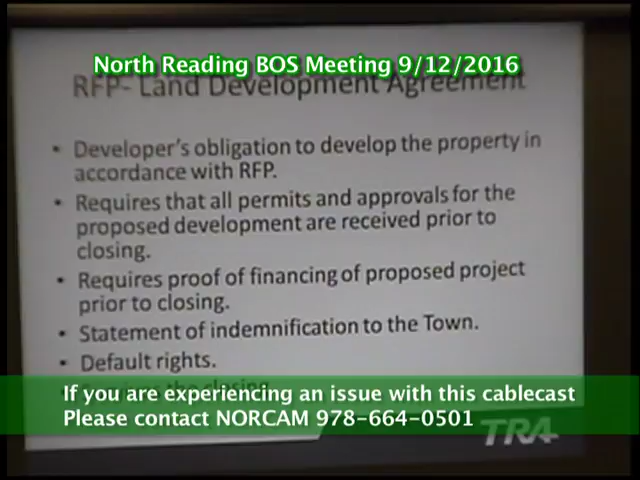 North Reading BOS Meeting 9/12/2016
RFP- Land Development Agreement
• Developer's obligation to develop the property in
accordance with RFP.
• Requires that all permits and approvals for the
proposed development are received prior to
closing.
• Requires proof of financing of proposed project
prior to closing.
• Statement of indemnification to the Town.
• Default rights.
the closing.
If you are experiencing an issue with this cablecast
Please contact NORCAM 978-664-0501
TRA